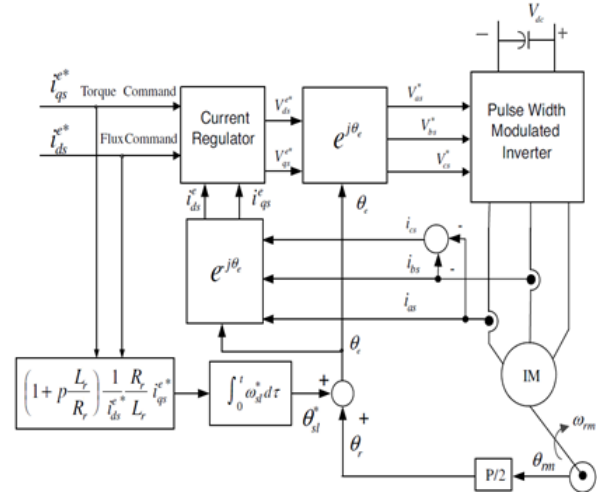 V_dc
− +
i_qs^e* Torque Command
i_ds^e* Flux Command
Current
Regulator
V_ds^e*
V_qs^e*
e^jθ_e
V_as^*
V_bs^*
V_cs^*
Pulse Width
Modulated
Inverter
i_ds^e i_qs^e
θ_e
i_cs
-
i_bs -
i_as
e^-jθ_e
θ_e
IM
(1 + p L_r/R_r) 1/i_ds^e* R_r/L_r i_qs^e*
∫_0^t ω_sl^* dτ
+
θ_sl^*
+
θ_r
ω_rm
P/2
θ_rm